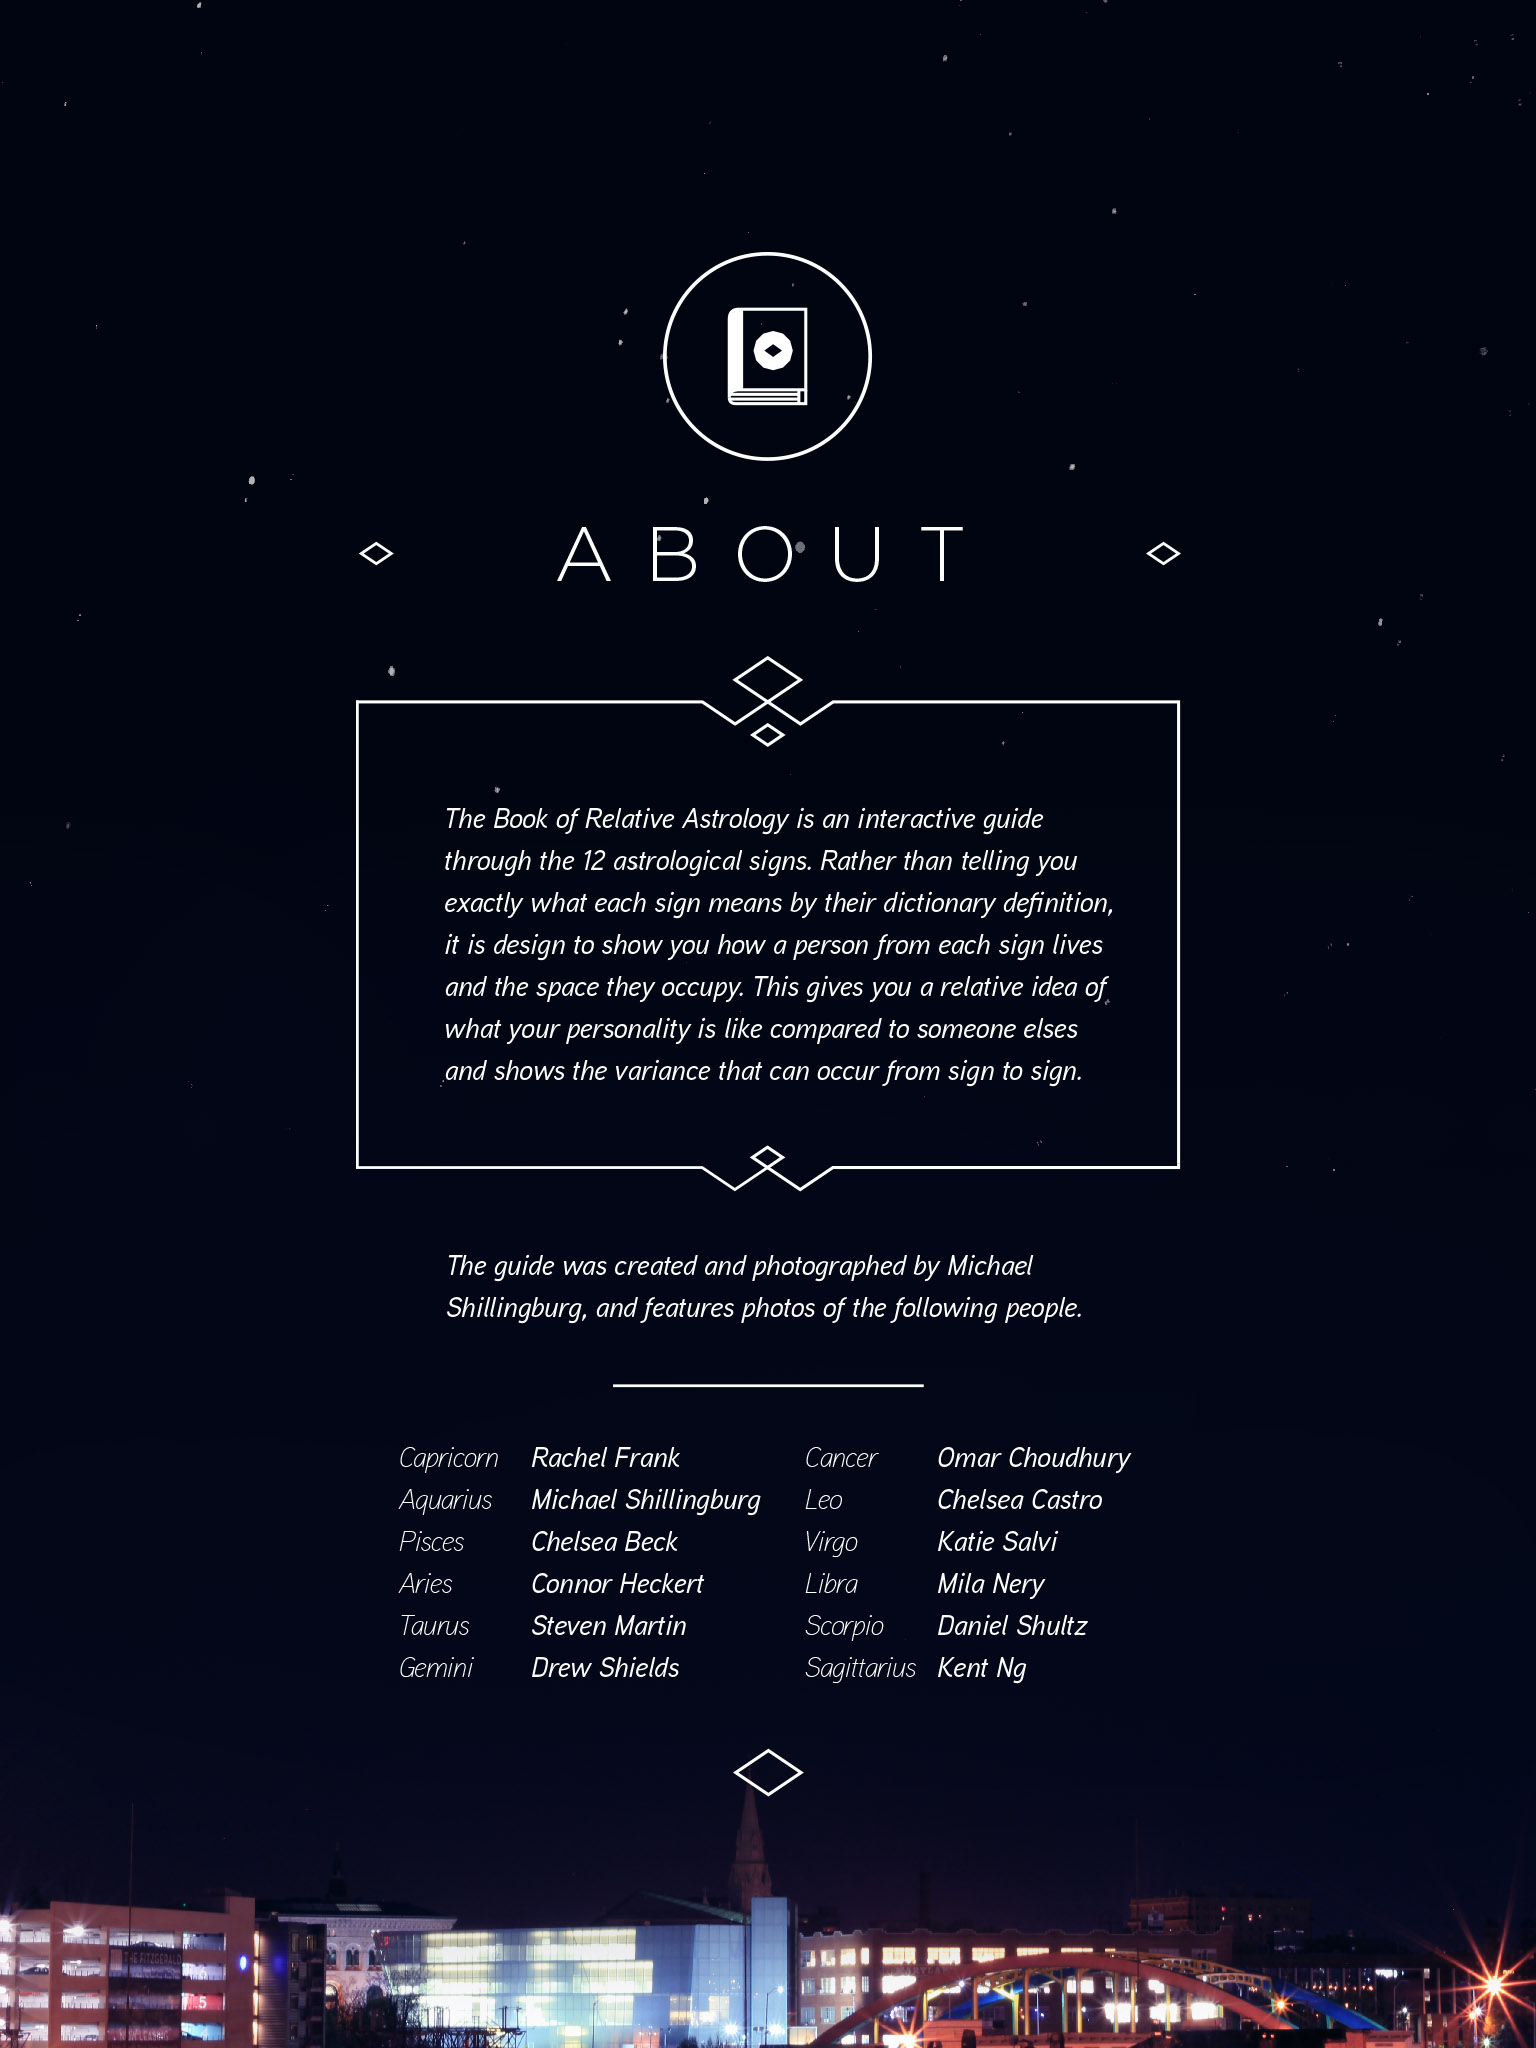 ABOUT
The Book of Relative Astrology is an interactive guide
through the 12 astrological signs. Rather than telling you
exactly what each sign means by their dictionary definition,
it is design to show you how a person from each sign lives
and the space they occupy. This gives you a relative idea of
what your personality is like compared to someone elses
and shows the variance that can occur from sign to sign.
The guide was created and photographed by Michael
Shillingburg, and features photos of the following people.
Capricorn Rachel Frank
Aquarius Michael Shillingburg
Pisces Chelsea Beck
Aries Connor Heckert
Taurus Steven Martin
Gemini Drew Shields
Cancer Omar Choudhury
Leo Chelsea Castro
Virgo Katie Salvi
Libra Mila Nery
Scorpio Daniel Shultz
Sagittarius Kent Ng
THE FITZGERALD